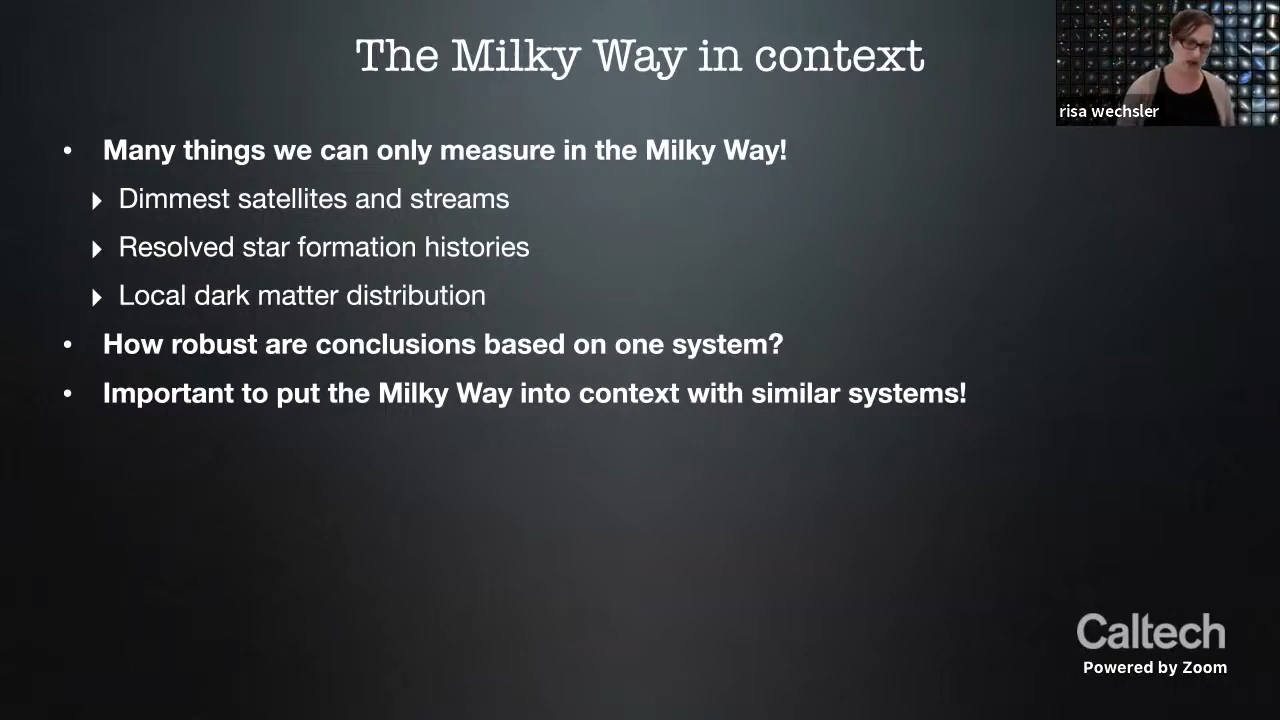 The Milky Way in context
risa wechsler
• Many things we can only measure in the Milky Way!
Dimmest satellites and streams
Resolved star formation histories
Local dark matter distribution
• How robust are conclusions based on one system?
• Important to put the Milky Way into context with similar systems!
Caltech
Powered by Zoom